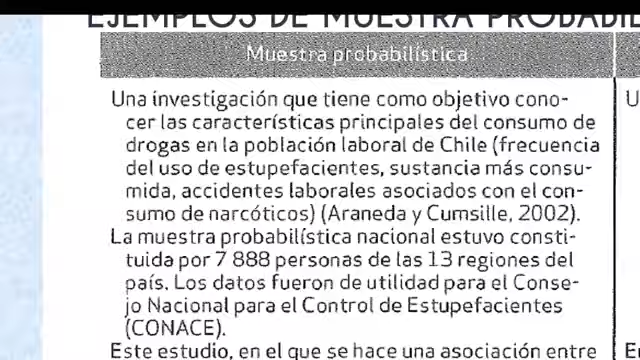 EJEMPLOS DE MUESTRA PROBABI
Muestra probabilística
Una investigación que tiene como objetivo cono-
cer las características principales del consumo de
drogas en la población laboral de Chile (frecuencia
del uso de estupefacientes, sustancia más consu-
mida, accidentes laborales asociados con el con-
sumo de narcóticos) (Araneda y Cumsille, 2002).
La muestra probabilística nacional estuvo consti-
tuida por 7 888 personas de las 13 regiones del
país. Los datos fueron de utilidad para el Conse-
jo Nacional para el Control de Estupefacientes
(CONACE).
Este estudio, en el que se hace una asociación entre